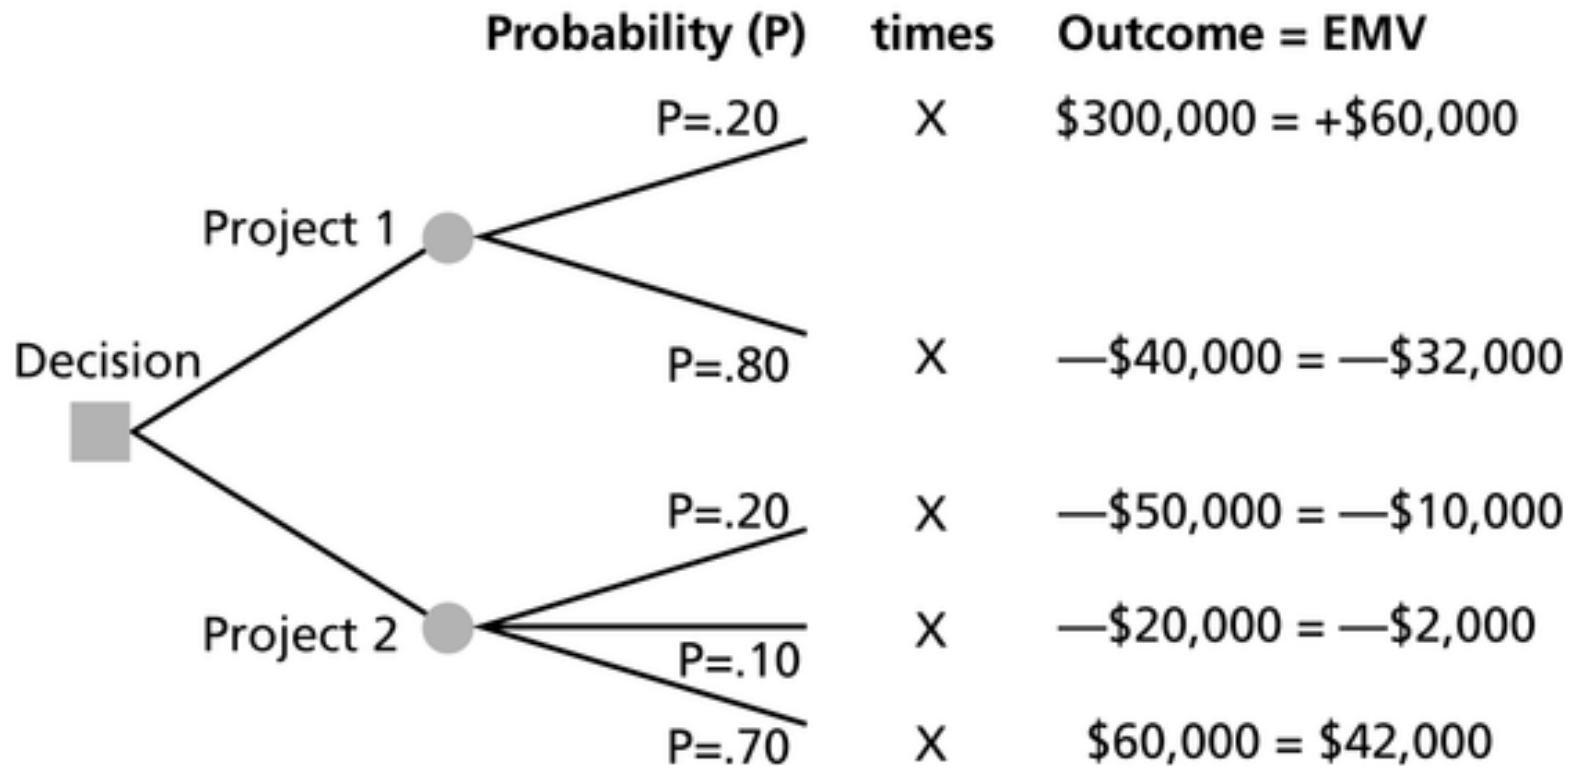 Probability (P) times Outcome = EMV
P=.20 X $300,000 = +$60,000
Project 1
P=.80 X —$40,000 = —$32,000
Decision
P=.20 X —$50,000 = —$10,000
Project 2
P=.10 X —$20,000 = —$2,000
P=.70 X $60,000 = $42,000